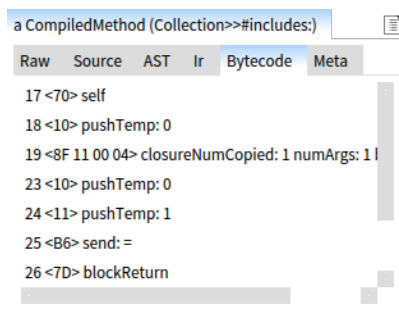 a CompiledMethod (Collection>>#includes:)
Raw Source AST Ir Bytecode Meta
17 <70> self
18 <10> pushTemp: 0
19 <8F 11 00 04> closureNumCopied: 1 numArgs: 1
23 <10> pushTemp: 0
24 <11> pushTemp: 1
25 <B6> send: =
26 <7D> blockReturn